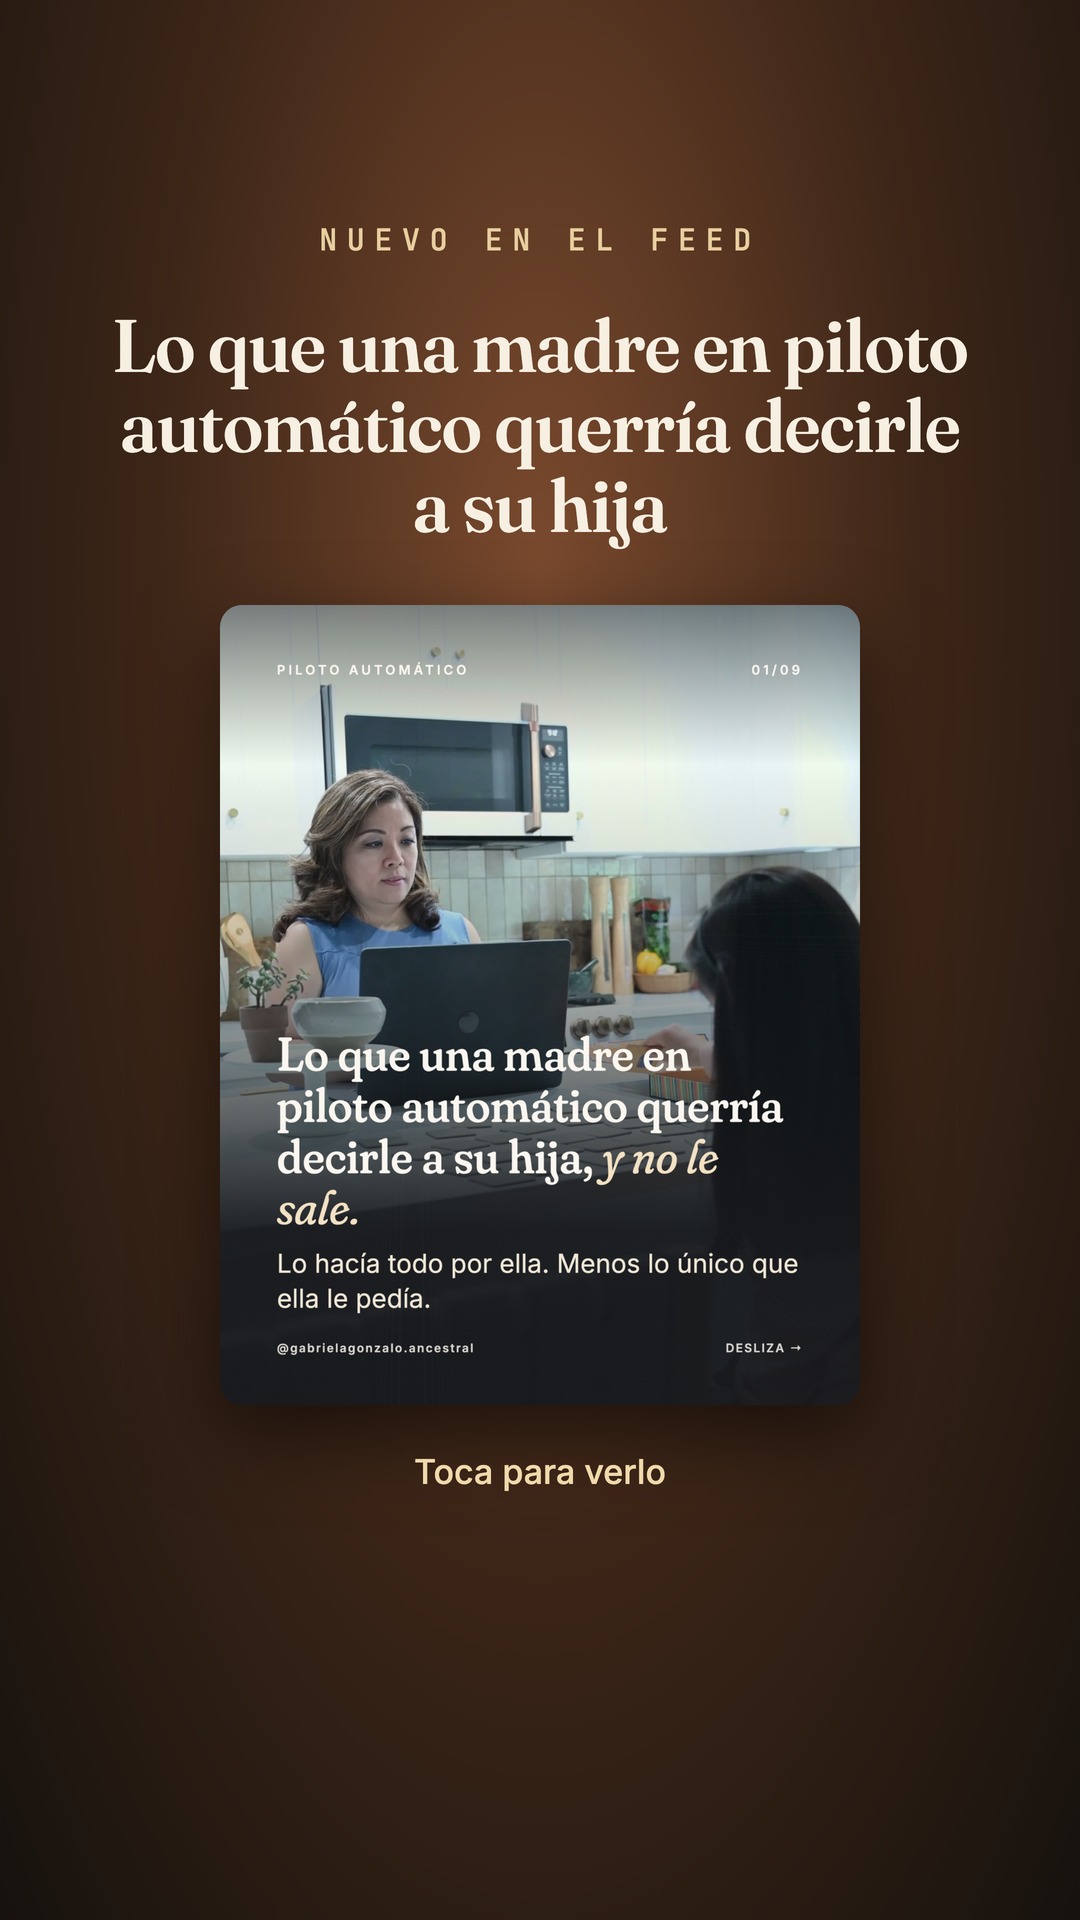 NUEVO EN EL FEED
Lo que una madre en piloto
automático querría decirle
a su hija
PILOTO AUTOMÁTICO
01/09
Lo que una madre en
piloto automático querría
decirle a su hija, y no le
sale.
Lo hacía todo por ella. Menos lo único que
ella le pedía.
@gabrielagonzalo.ancestral
DESLIZA →
Toca para verlo